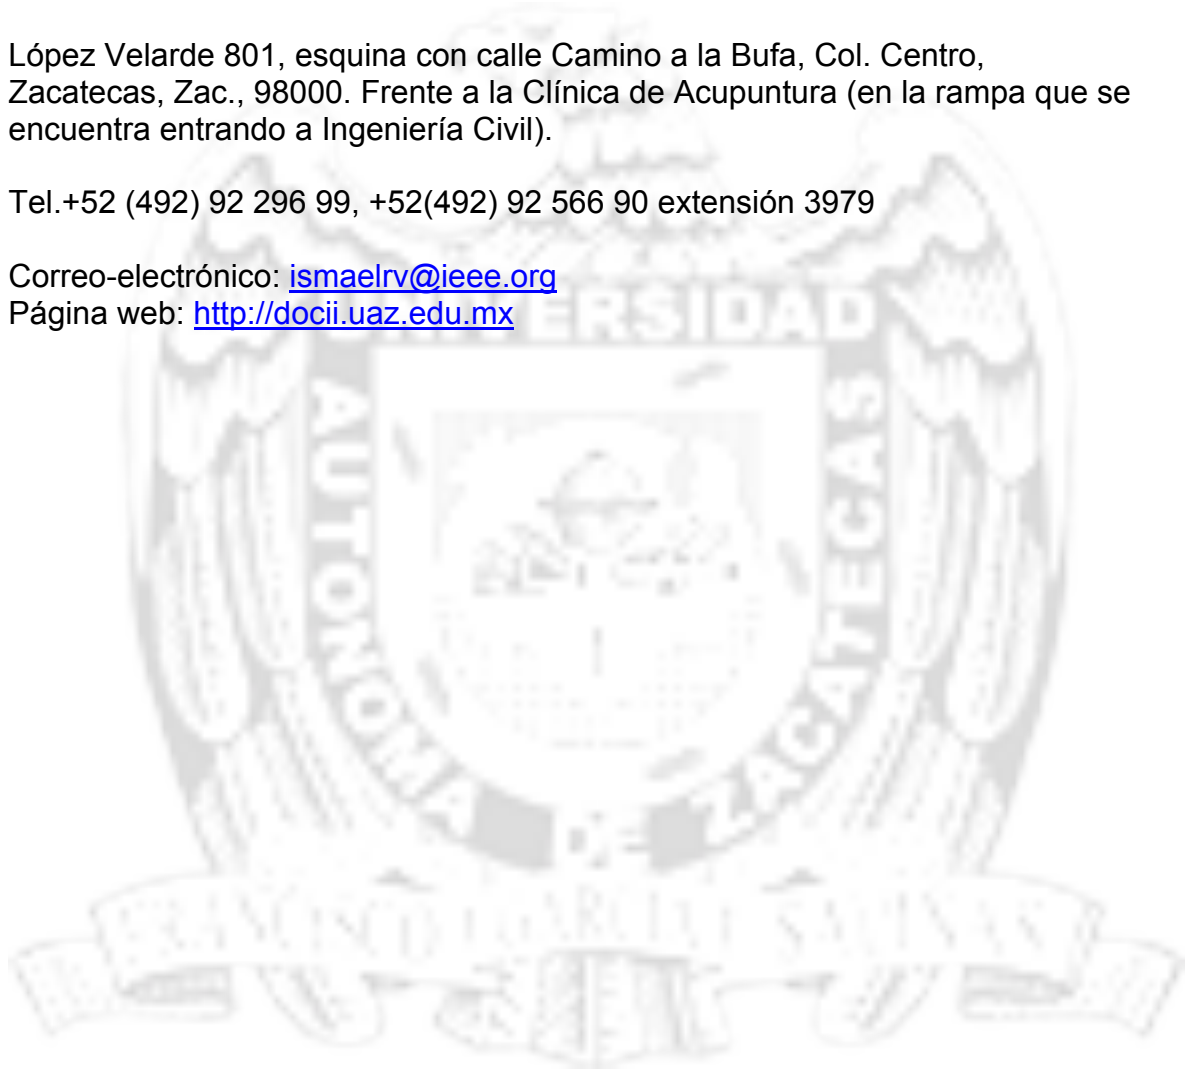 López Velarde 801, esquina con calle Camino a la Bufa, Col. Centro,
Zacatecas, Zac., 98000. Frente a la Clínica de Acupuntura (en la rampa que se
encuentra entrando a Ingeniería Civil).
Tel.+52 (492) 92 296 99, +52(492) 92 566 90 extensión 3979
Correo-electrónico: ismaelrv@ieee.org
Página web: http://docii.uaz.edu.mx
UNIVERSIDAD
AUTONOMA
DE
ZACATECAS
FRANCISCO GARCIA SALINAS